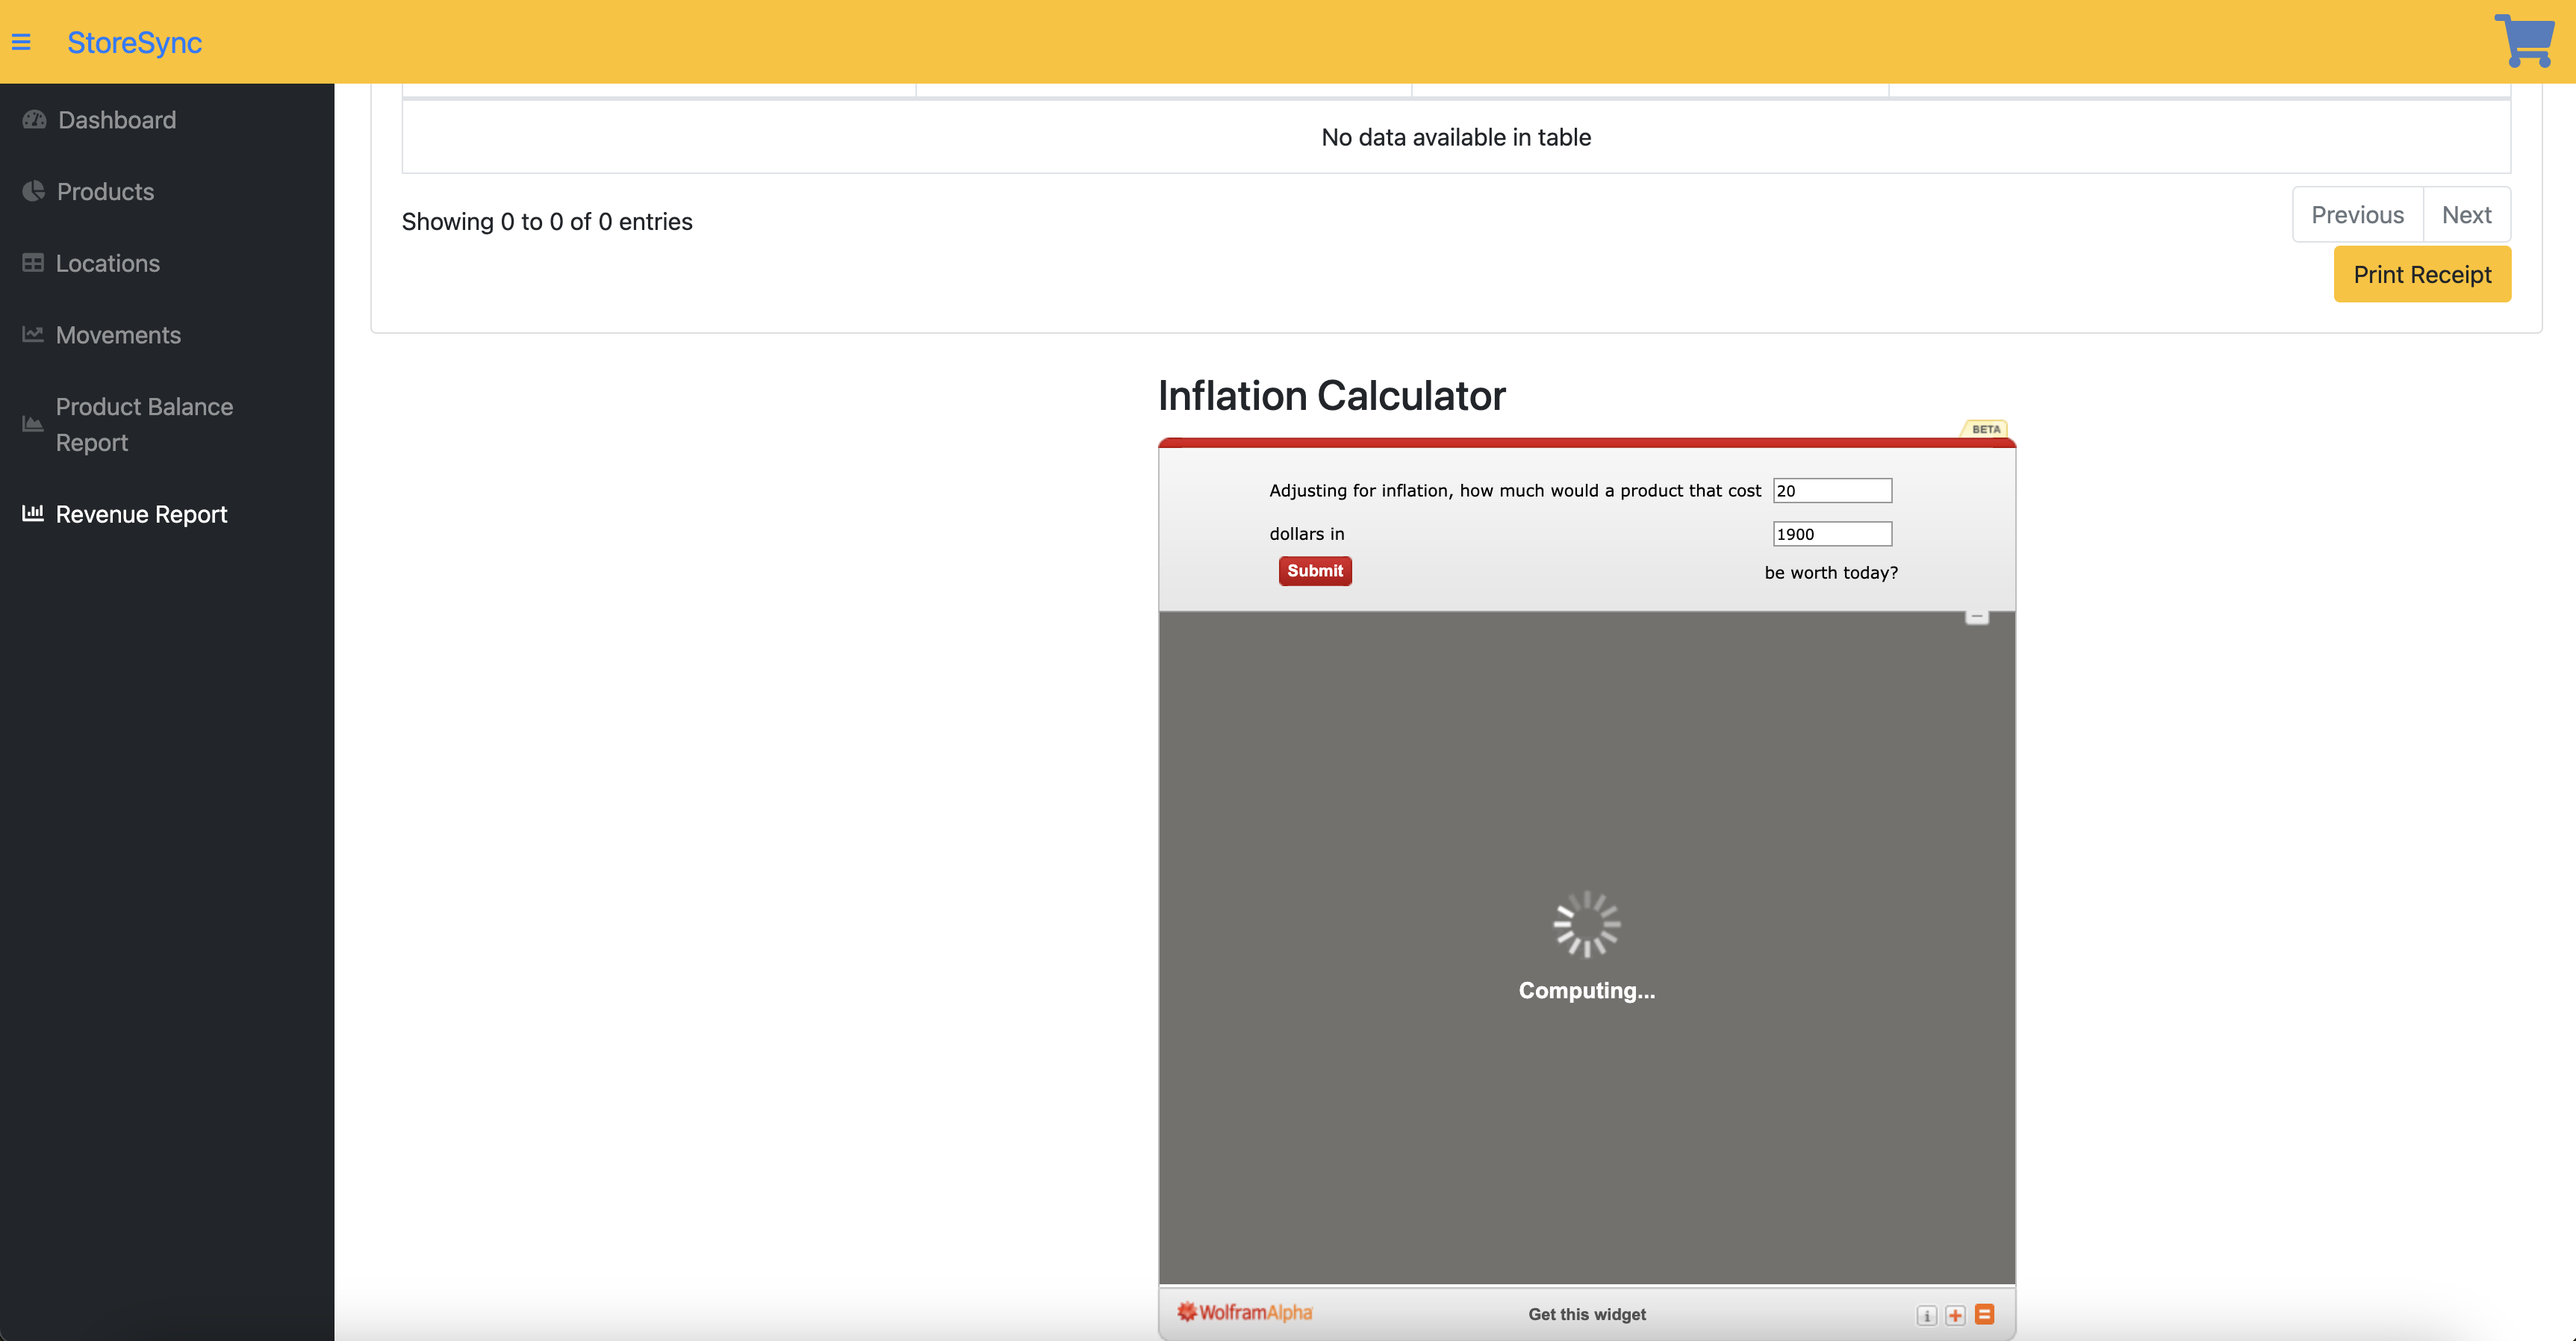 StoreSync
Dashboard
Products
Locations
Movements
Product Balance
Report
Revenue Report
No data available in table
Showing 0 to 0 of 0 entries
Previous Next
Print Receipt
Inflation Calculator
BETA
Adjusting for inflation, how much would a product that cost 20
dollars in 1900
Submit be worth today?
Computing...
WolframAlpha Get this widget